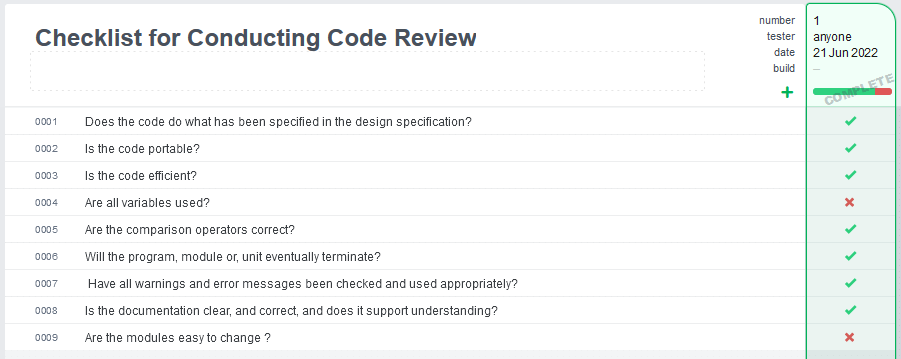 Checklist for Conducting Code Review
number 1
tester anyone
date 21 Jun 2022
build –
COMPLETE
0001 Does the code do what has been specified in the design specification?
0002 Is the code portable?
0003 Is the code efficient?
0004 Are all variables used?
0005 Are the comparison operators correct?
0006 Will the program, module or, unit eventually terminate?
0007 Have all warnings and error messages been checked and used appropriately?
0008 Is the documentation clear, and correct, and does it support understanding?
0009 Are the modules easy to change ?